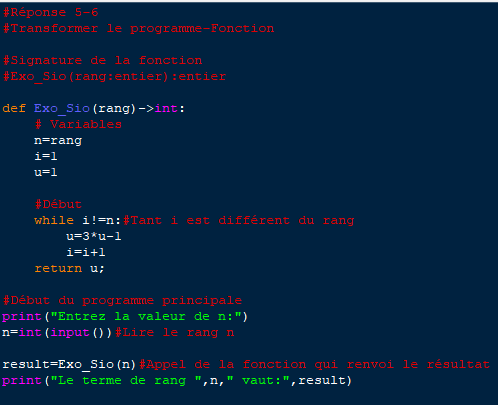 #Réponse 5-6
#Transformer le programme-Fonction
#Signature de la fonction
#Exo_Sio(rang:entier):entier
def Exo_Sio(rang)->int:
# Variables
n=rang
i=1
u=1
#Début
while i!=n:#Tant i est différent du rang
u=3*u-1
i=i+1
return u;
#Début du programme principale
print("Entrez la valeur de n:")
n=int(input())#Lire le rang n
result=Exo_Sio(n)#Appel de la fonction qui renvoi le résultat
print("Le terme de rang ",n," vaut:",result)